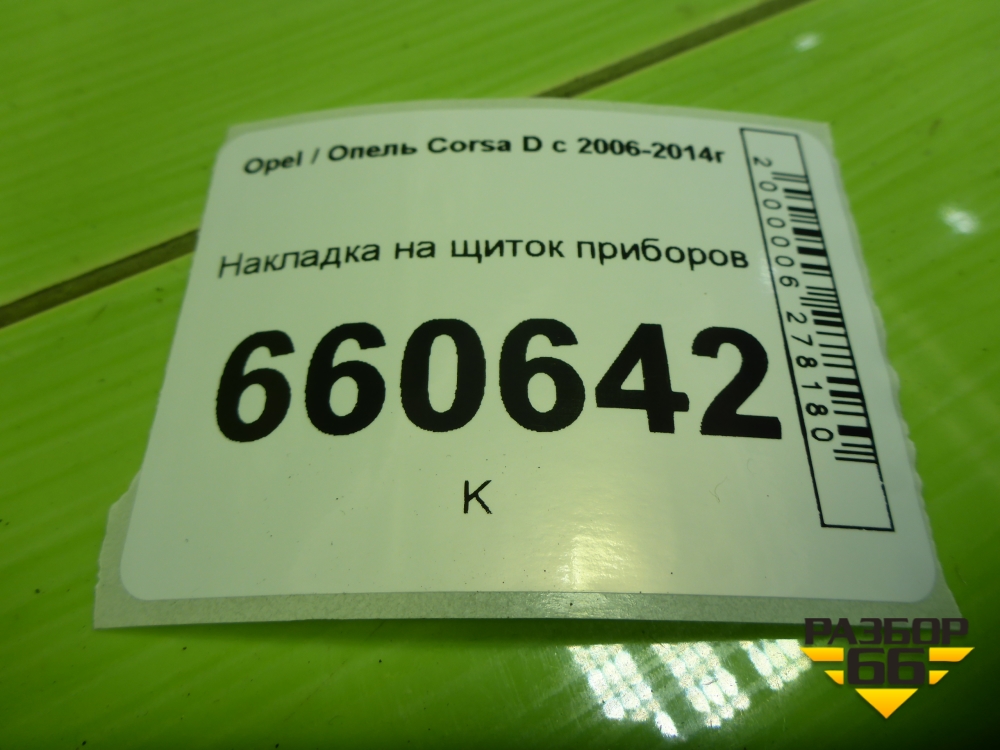 Opel / Опель Corsa D с 2006-2014г
Накладка на щиток приборов
660642
К
2000006278180
РАЗБОР
66